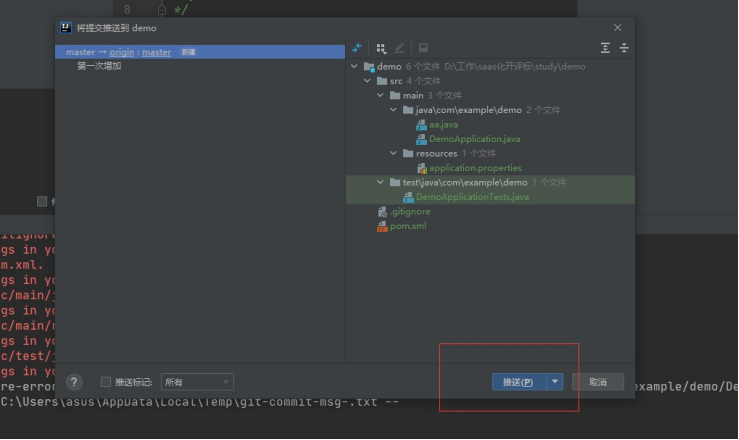 8
*/
将提交推送到 demo
master → origin : master 新建
第一次增加
demo 6 个文件 D:\工作\saas化开评标\study\demo
src 4 个文件
main 3 个文件
java\com\example\demo 2 个文件
aa.java
DemoApplication.java
resources 1 个文件
application.properties
test\java\com\example\demo 1 个文件
DemoApplicationTests.java
.gitignore
pom.xml
gs in yo
m.xml.
gs in yo
c/main/j
gs in yo
c/main/r
gs in yo
c/test/j
gs in yo
? 推送标记: 所有 推送(P) 取消
re-error
example/demo/De
C:\Users\asus\AppData\Local\Temp\git-commit-msg-.txt --